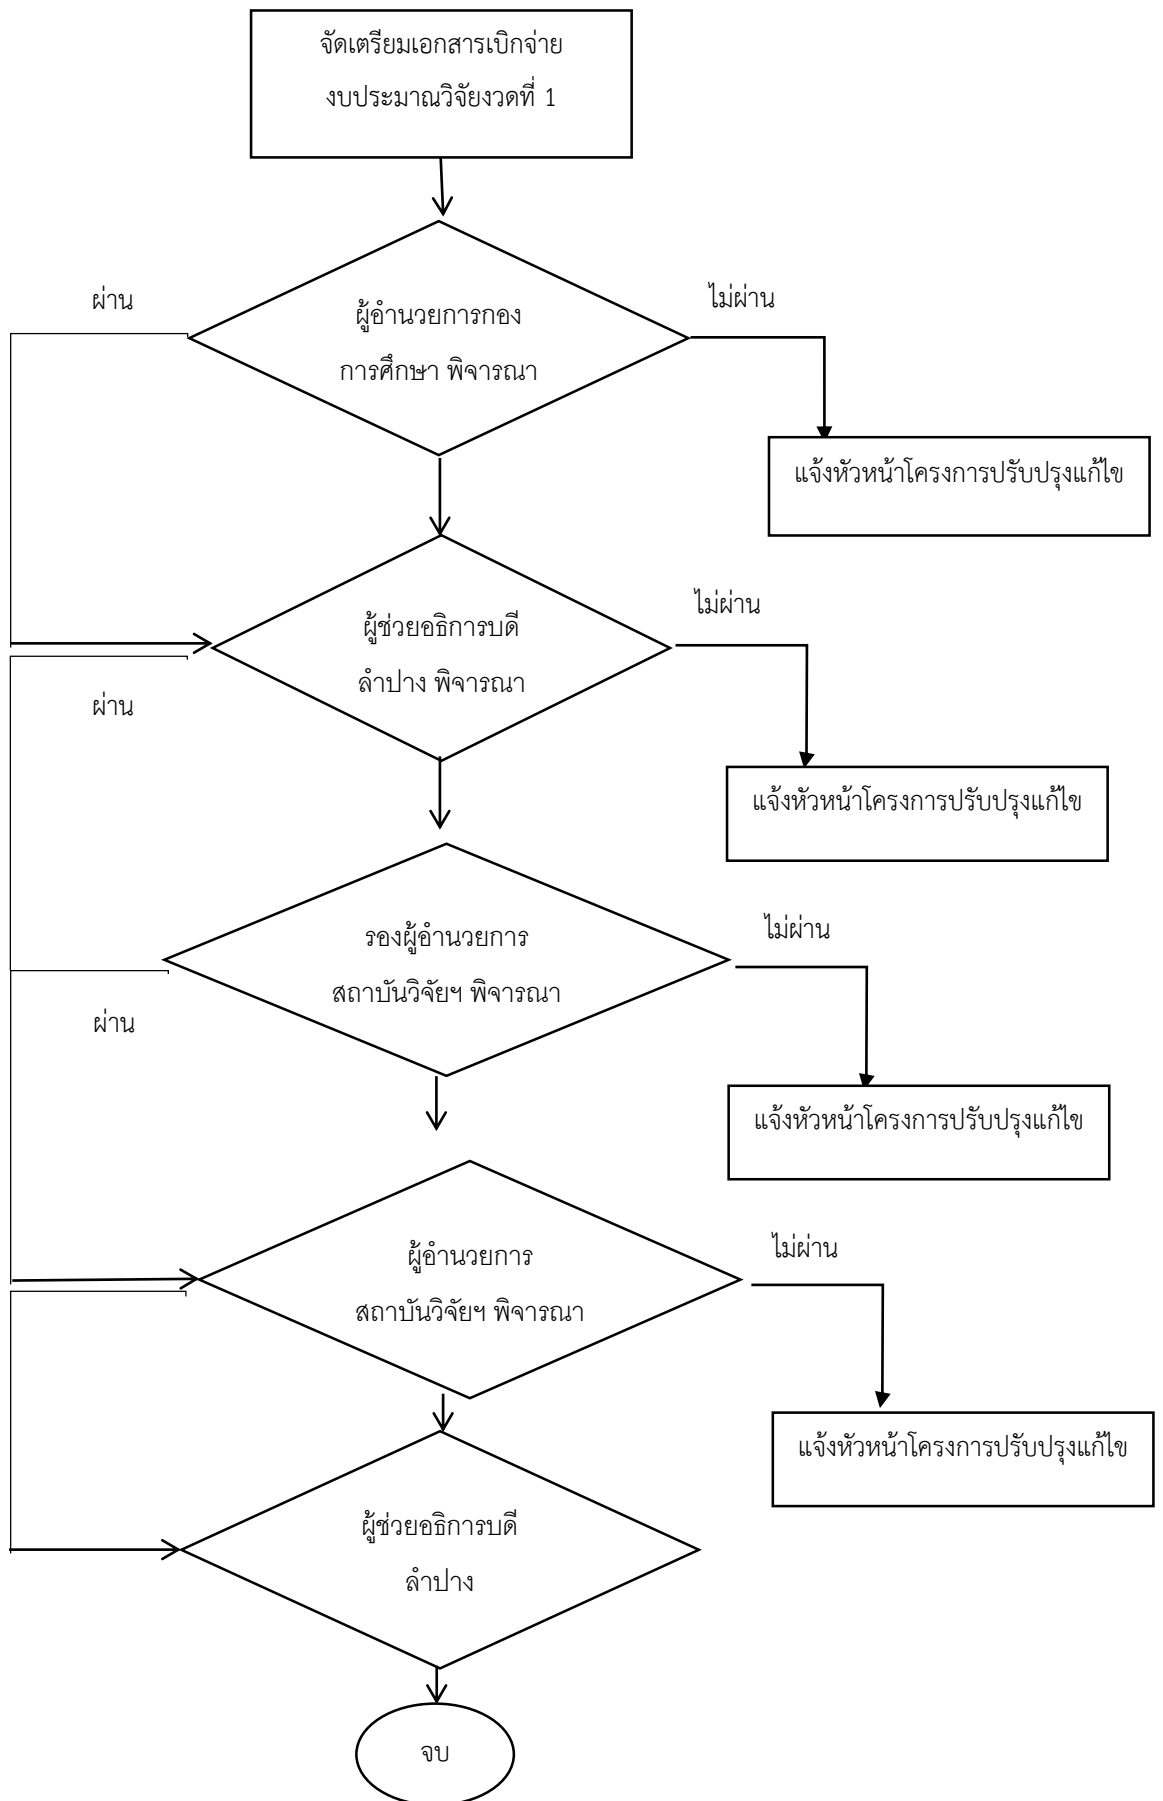 จัดเตรียมเอกสารเบิกจ่าย
งบประมาณวิจัยงวดที่ 1
ผ่าน
ไม่ผ่าน
ผู้อำนวยการกอง
การศึกษา พิจารณา
แจ้งหัวหน้าโครงการปรับปรุงแก้ไข
ไม่ผ่าน
ผู้ช่วยอธิการบดี
ลำปาง พิจารณา
ผ่าน
แจ้งหัวหน้าโครงการปรับปรุงแก้ไข
ไม่ผ่าน
รองผู้อำนวยการ
สถาบันวิจัยฯ พิจารณา
ผ่าน
แจ้งหัวหน้าโครงการปรับปรุงแก้ไข
ไม่ผ่าน
ผู้อำนวยการ
สถาบันวิจัยฯ พิจารณา
แจ้งหัวหน้าโครงการปรับปรุงแก้ไข
ผู้ช่วยอธิการบดี
ลำปาง
จบ